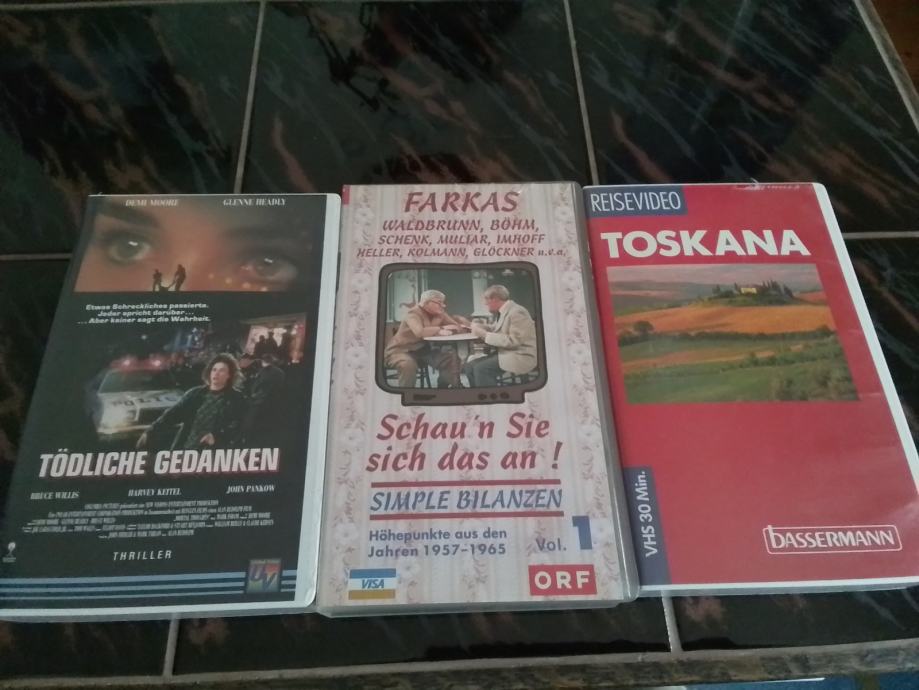 DEMI MOORE GLENNE HEADLY
Etwas Schreckliches passierte.
Jeder spricht darüber...
...Aber keiner sagt die Wahrheit.
POLICE
TÖDLICHE GEDANKEN
BRUCE WILLIS HARVEY KEITEL JOHN PANKOW
THRILLER
FARKAS
WALDBRUNN, BÖHM,
SCHENK, MULIAR, IMHOFF
HELLER, KOLMANN, GLÖCKNER u.v.a.
Schau'n Sie
sich das an!
SIMPLE BILANZEN
Höhepunkte aus den
Jahren 1957-1965 Vol. 1
VISA
ORF
REISEVIDEO
TOSKANA
VHS 30 Min.
bASSERMANN